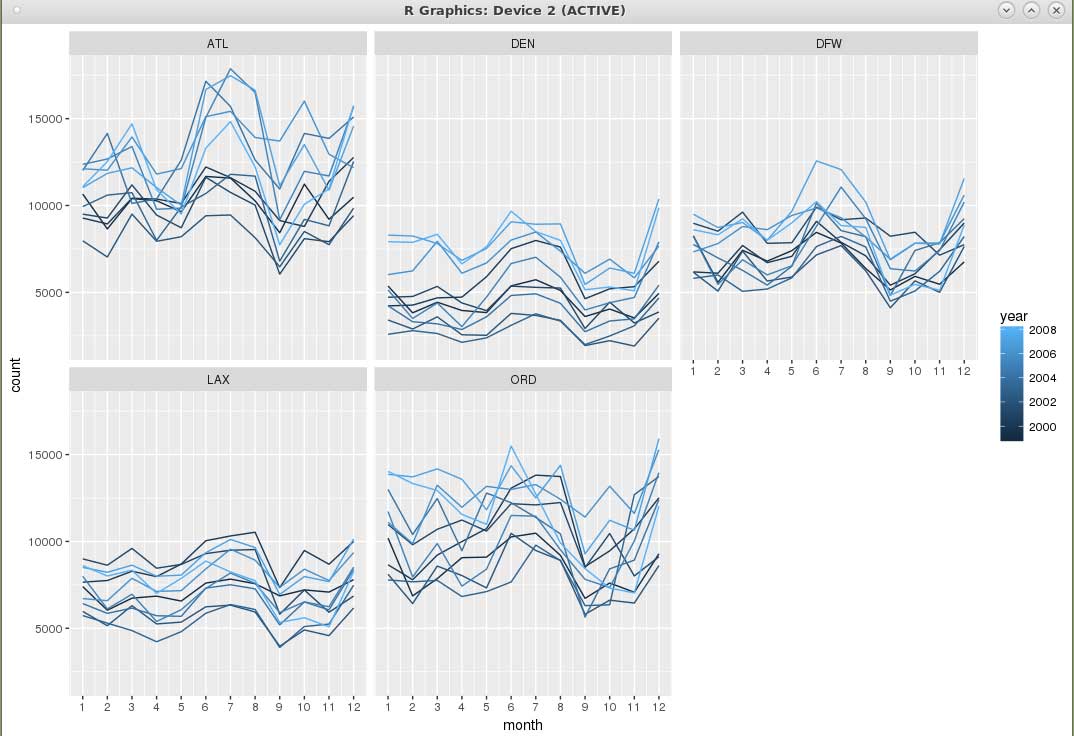 R Graphics: Device 2 (ACTIVE)
ATL DEN DFW
15000
10000
5000
1 2 3 4 5 6 7 8 9 10 11 12
LAX ORD
15000
10000
5000
1 2 3 4 5 6 7 8 9 10 11 12 1 2 3 4 5 6 7 8 9 10 11 12
month
count
year
2008
2006
2004
2002
2000